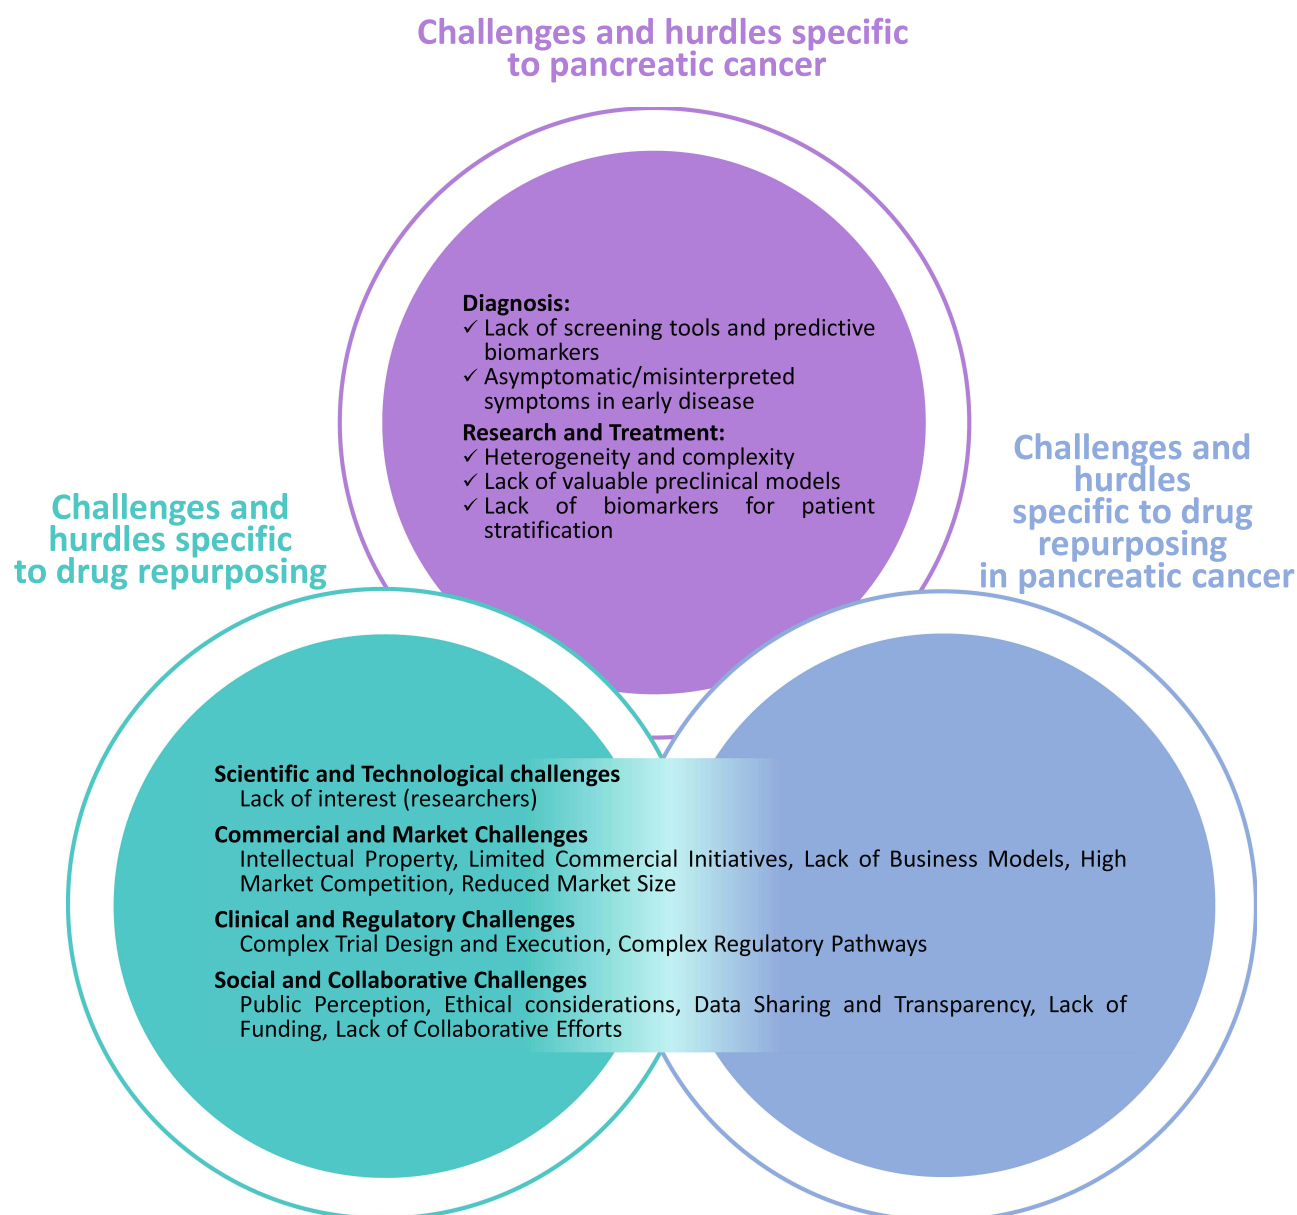 Challenges and hurdles specific
to pancreatic cancer
Diagnosis:
✓ Lack of screening tools and predictive
biomarkers
✓ Asymptomatic/misinterpreted
symptoms in early disease
Research and Treatment:
✓ Heterogeneity and complexity
✓ Lack of valuable preclinical models
✓ Lack of biomarkers for patient
stratification
Challenges and
hurdles specific
to drug repurposing
Challenges and
hurdles
specific to drug
repurposing
in pancreatic cancer
Scientific and Technological challenges
Lack of interest (researchers)
Commercial and Market Challenges
Intellectual Property, Limited Commercial Initiatives, Lack of Business Models, High
Market Competition, Reduced Market Size
Clinical and Regulatory Challenges
Complex Trial Design and Execution, Complex Regulatory Pathways
Social and Collaborative Challenges
Public Perception, Ethical considerations, Data Sharing and Transparency, Lack of
Funding, Lack of Collaborative Efforts